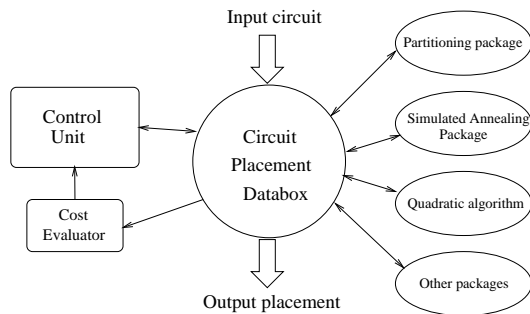 Input circuit
Partitioning package
Control
Unit
Simulated Annealing
Package
Circuit
Placement
Databox
Cost
Evaluator
Quadratic algorithm
Other packages
Output placement